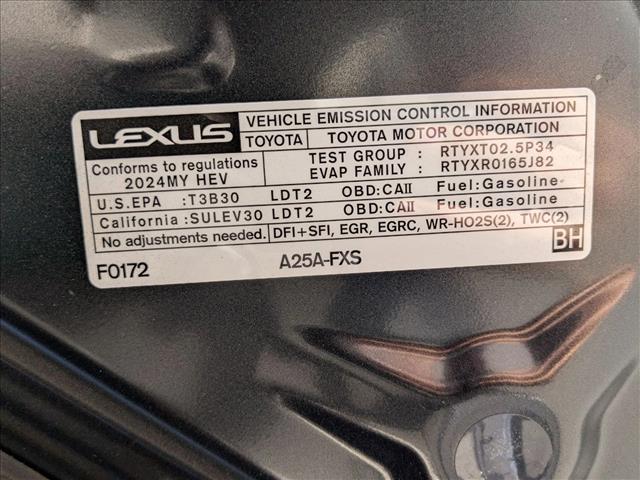 LEXUS VEHICLE EMISSION CONTROL INFORMATION
TOYOTA TOYOTA MOTOR CORPORATION
Conforms to regulations TEST GROUP : RTYXT02.5P34
2024MY HEV EVAP FAMILY : RTYXR0165J82
U.S.EPA :T3B30 LDT2 OBD:CAII Fuel:Gasoline
California :SULEV30 LDT2 OBD:CAII Fuel:Gasoline
No adjustments needed. DFI+SFI, EGR, EGRC, WR-HO2S(2), TWC(2)
BH
F0172 A25A-FXS